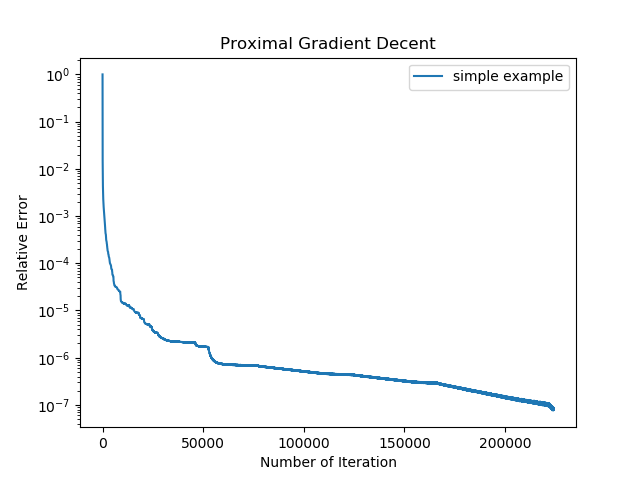 Proximal Gradient Decent
simple example
10⁰
10⁻¹
10⁻²
10⁻³
10⁻⁴
10⁻⁵
10⁻⁶
10⁻⁷
Relative Error
0 50000 100000 150000 200000
Number of Iteration